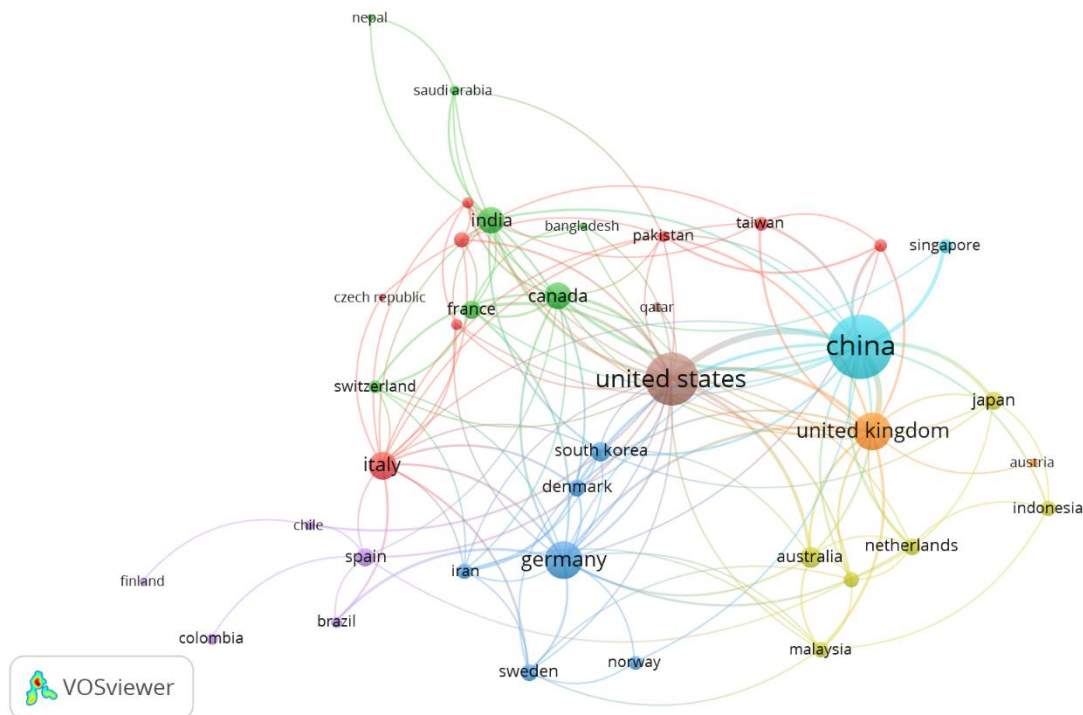 nepal
saudi arabia
india
bangladesh
pakistan
taiwan
singapore
czech republic
france
canada
qatar
china
united states
switzerland
japan
united kingdom
south korea
italy
austria
denmark
indonesia
chile
spain
germany
australia
netherlands
iran
finland
brazil
colombia
malaysia
norway
sweden
VOSviewer